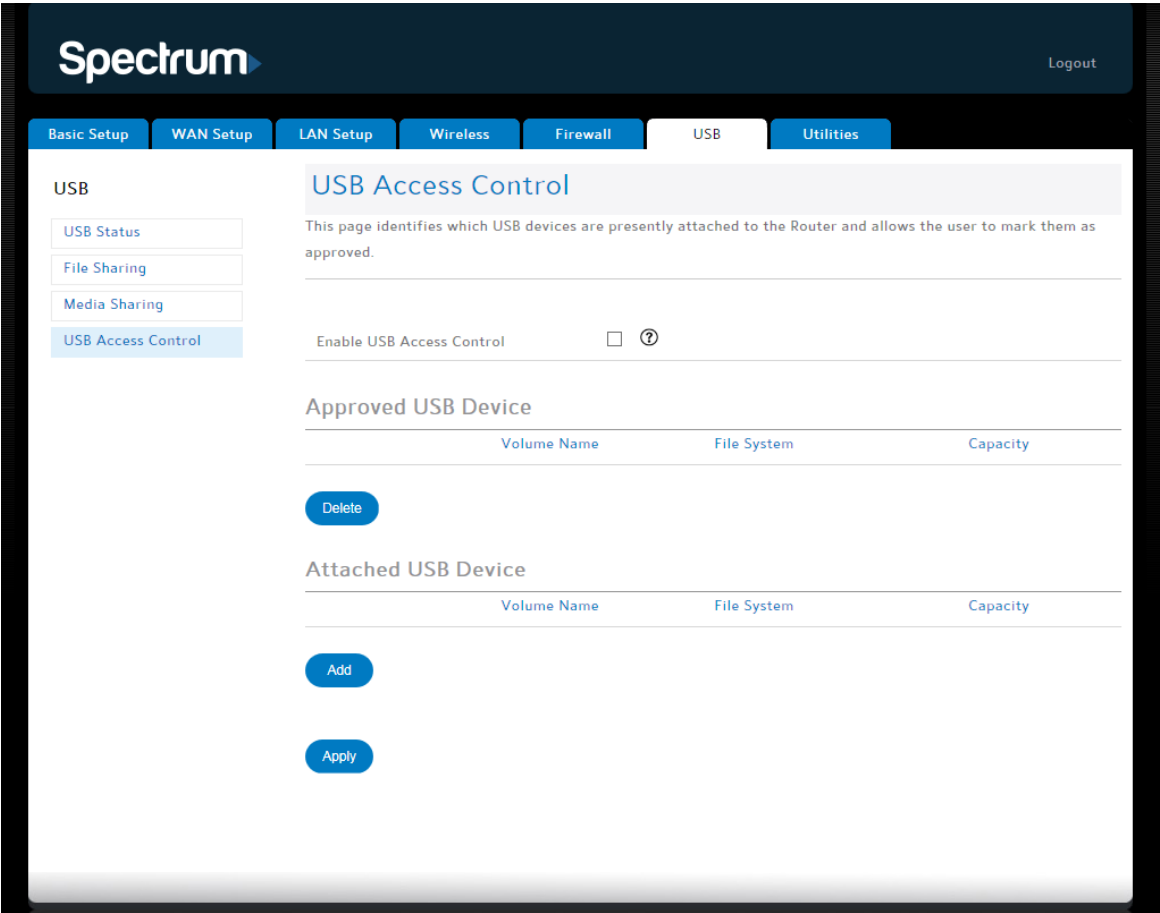 Spectrum
Logout
Basic Setup WAN Setup LAN Setup Wireless Firewall USB Utilities
USB
USB Status
File Sharing
Media Sharing
USB Access Control
USB Access Control
This page identifies which USB devices are presently attached to the Router and allows the user to mark them as
approved.
Enable USB Access Control ?
Approved USB Device
Volume Name File System Capacity
Delete
Attached USB Device
Volume Name File System Capacity
Add
Apply